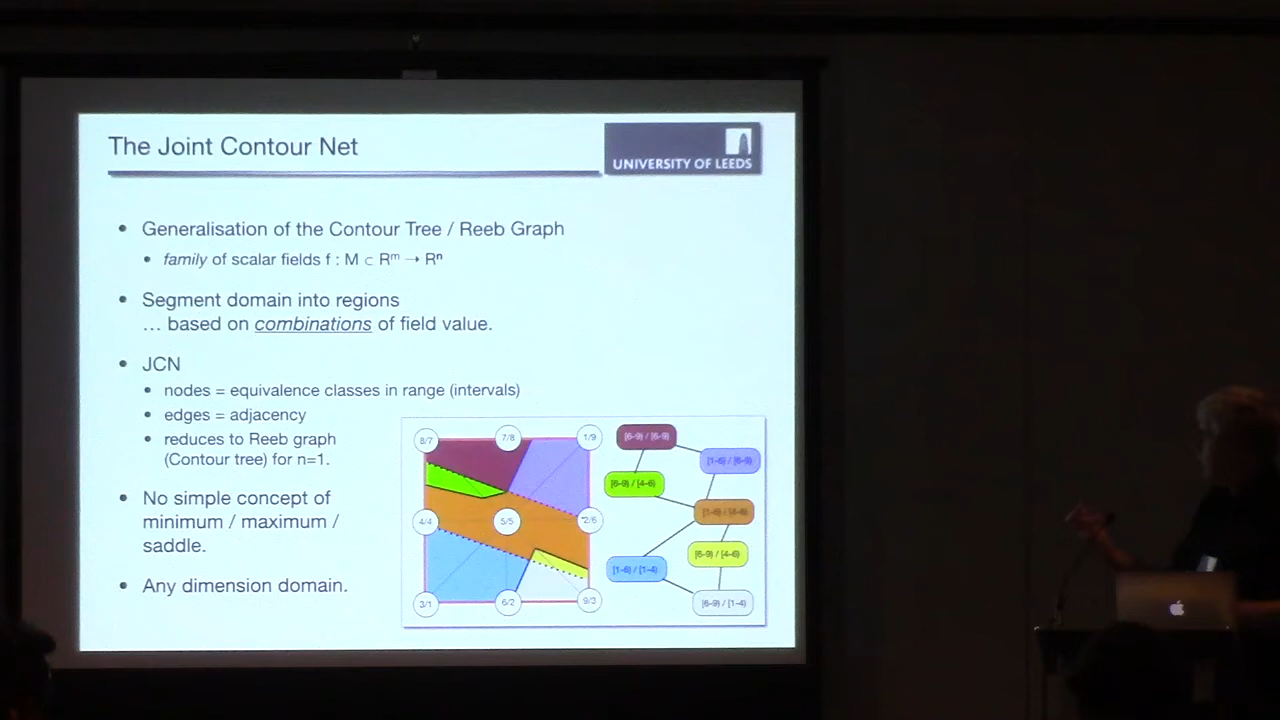 The Joint Contour Net
UNIVERSITY OF LEEDS
• Generalisation of the Contour Tree / Reeb Graph
• family of scalar fields f : M ⊂ Rᵐ → Rⁿ
• Segment domain into regions
… based on combinations of field value.
• JCN
• nodes = equivalence classes in range (intervals)
• edges = adjacency
• reduces to Reeb graph
(Contour tree) for n=1.
• No simple concept of
minimum / maximum /
saddle.
• Any dimension domain.
8/7 7/8 1/9
4/4 5/5 2/6
3/1 6/2 9/3
[6-9) / [6-9)
[1-6) / [6-9)
[6-9) / [4-6)
[1-6) / [4-6)
[6-9) / [4-6)
[1-6) / [1-4)
[6-9) / [1-4)